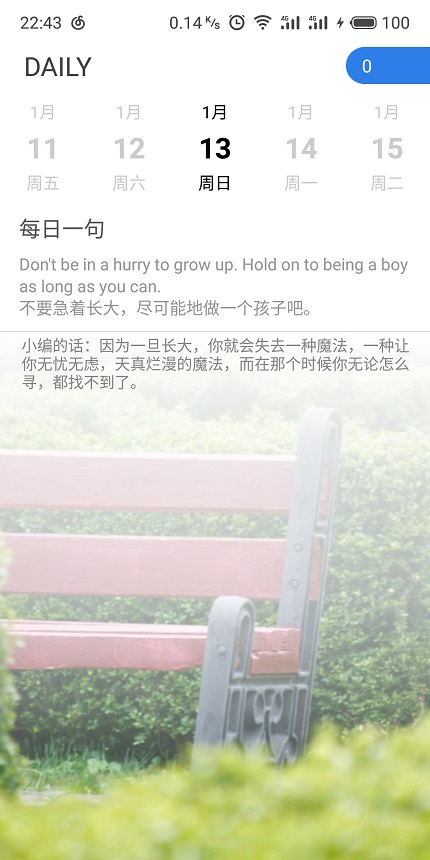 22:43 0.14 K/s 4G 4G 100
DAILY
0
1月 1月 1月 1月 1月
11 12 13 14 15
周五 周六 周日 周一 周二
每日一句
Don't be in a hurry to grow up. Hold on to being a boy
as long as you can.
不要急着长大，尽可能地做一个孩子吧。
小编的话：因为一旦长大，你就会失去一种魔法，一种让
你无忧无虑，天真烂漫的魔法，而在那个时候你无论怎么
寻，都找不到了。